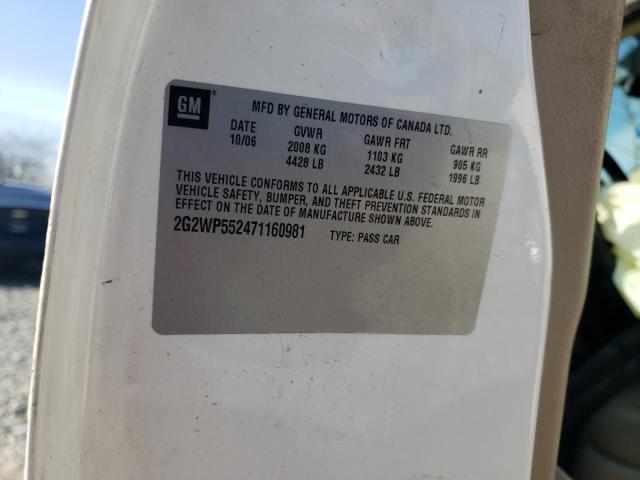 GM
MFD BY GENERAL MOTORS OF CANADA LTD.
DATE GVWR GAWR FRT GAWR RR
10/06 2008 KG 1103 KG 905 KG
4428 LB 2432 LB 1996 LB
THIS VEHICLE CONFORMS TO ALL APPLICABLE U.S. FEDERAL MOTOR
VEHICLE SAFETY, BUMPER, AND THEFT PREVENTION STANDARDS IN
EFFECT ON THE DATE OF MANUFACTURE SHOWN ABOVE.
2G2WP552471160981 TYPE: PASS CAR